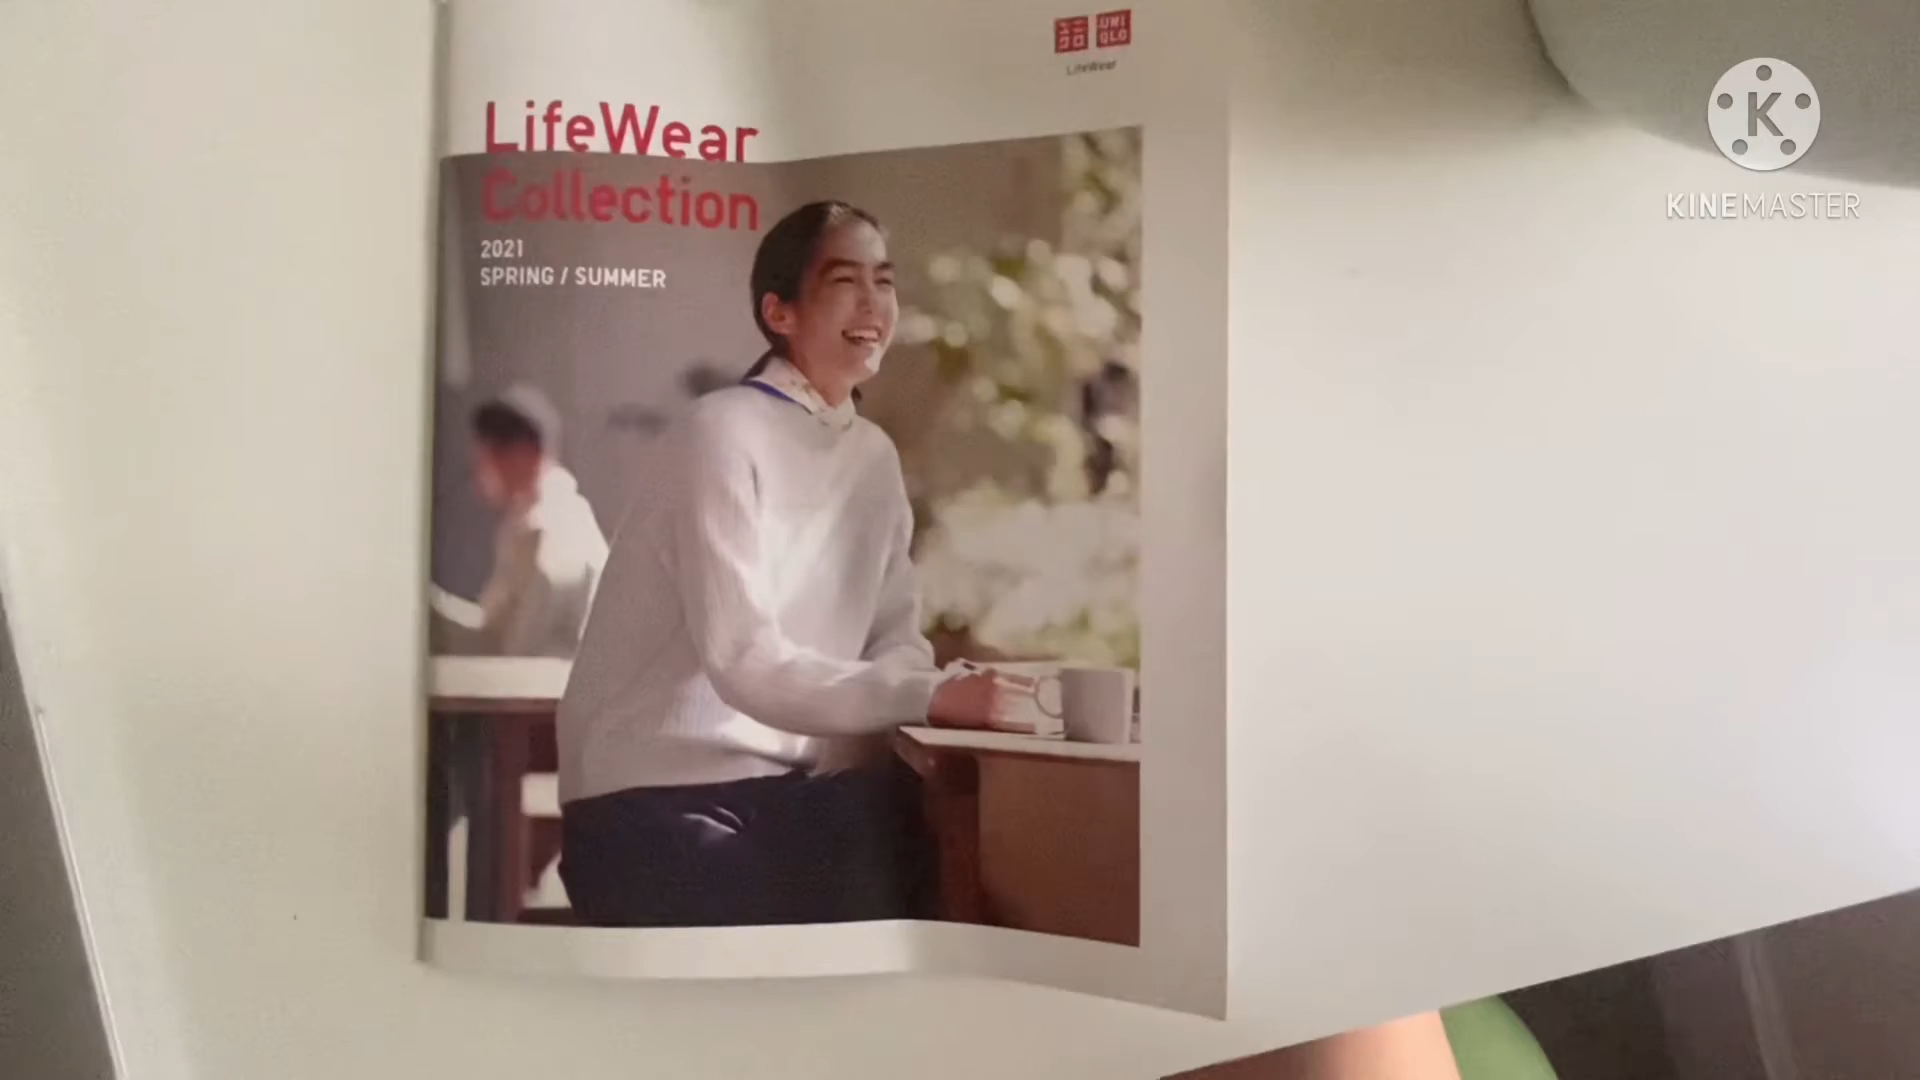 UNI
QLO
LifeWear
LifeWear
Collection
2021
SPRING / SUMMER
K
KINEMASTER